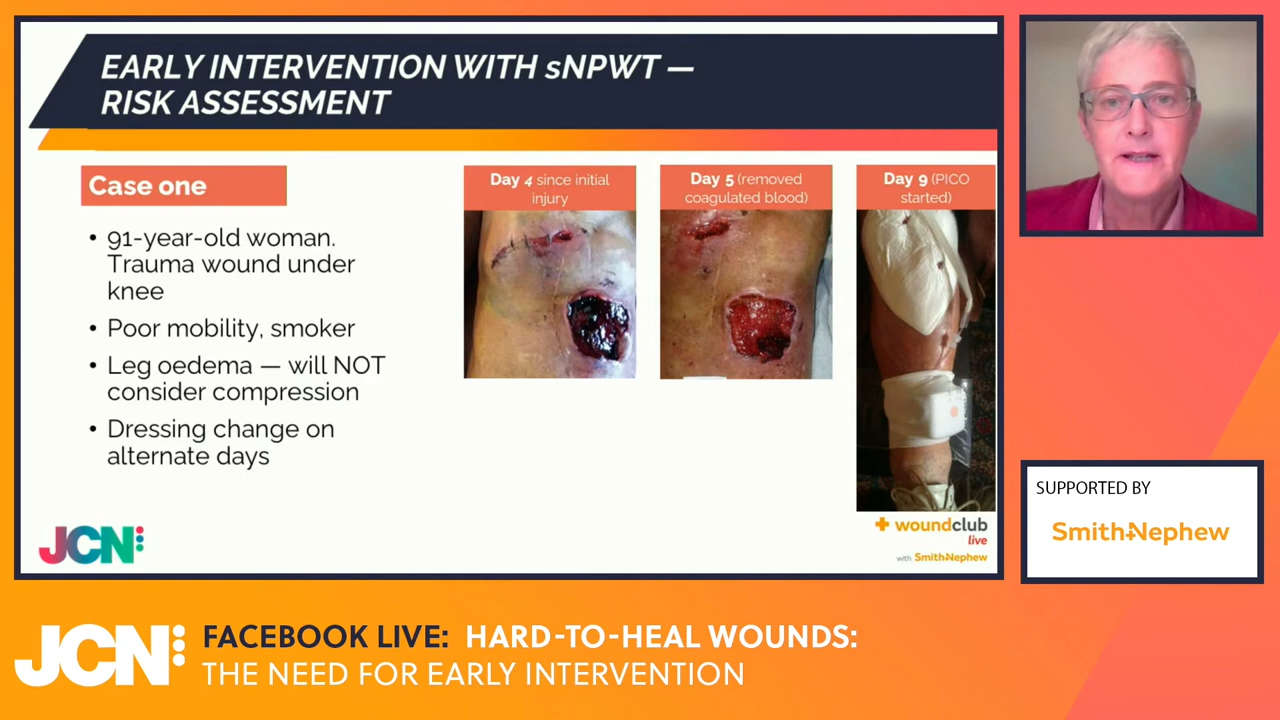 EARLY INTERVENTION WITH sNPWT —
RISK ASSESSMENT
Case one
• 91-year-old woman.
Trauma wound under
knee
• Poor mobility, smoker
• Leg oedema — will NOT
consider compression
• Dressing change on
alternate days
Day 4 since initial
injury
Day 5 (removed
coagulated blood)
Day 9 (PICO
started)
JCN
woundclub
live
with Smith+Nephew
SUPPORTED BY
Smith+Nephew
JCN
FACEBOOK LIVE: HARD-TO-HEAL WOUNDS:
THE NEED FOR EARLY INTERVENTION